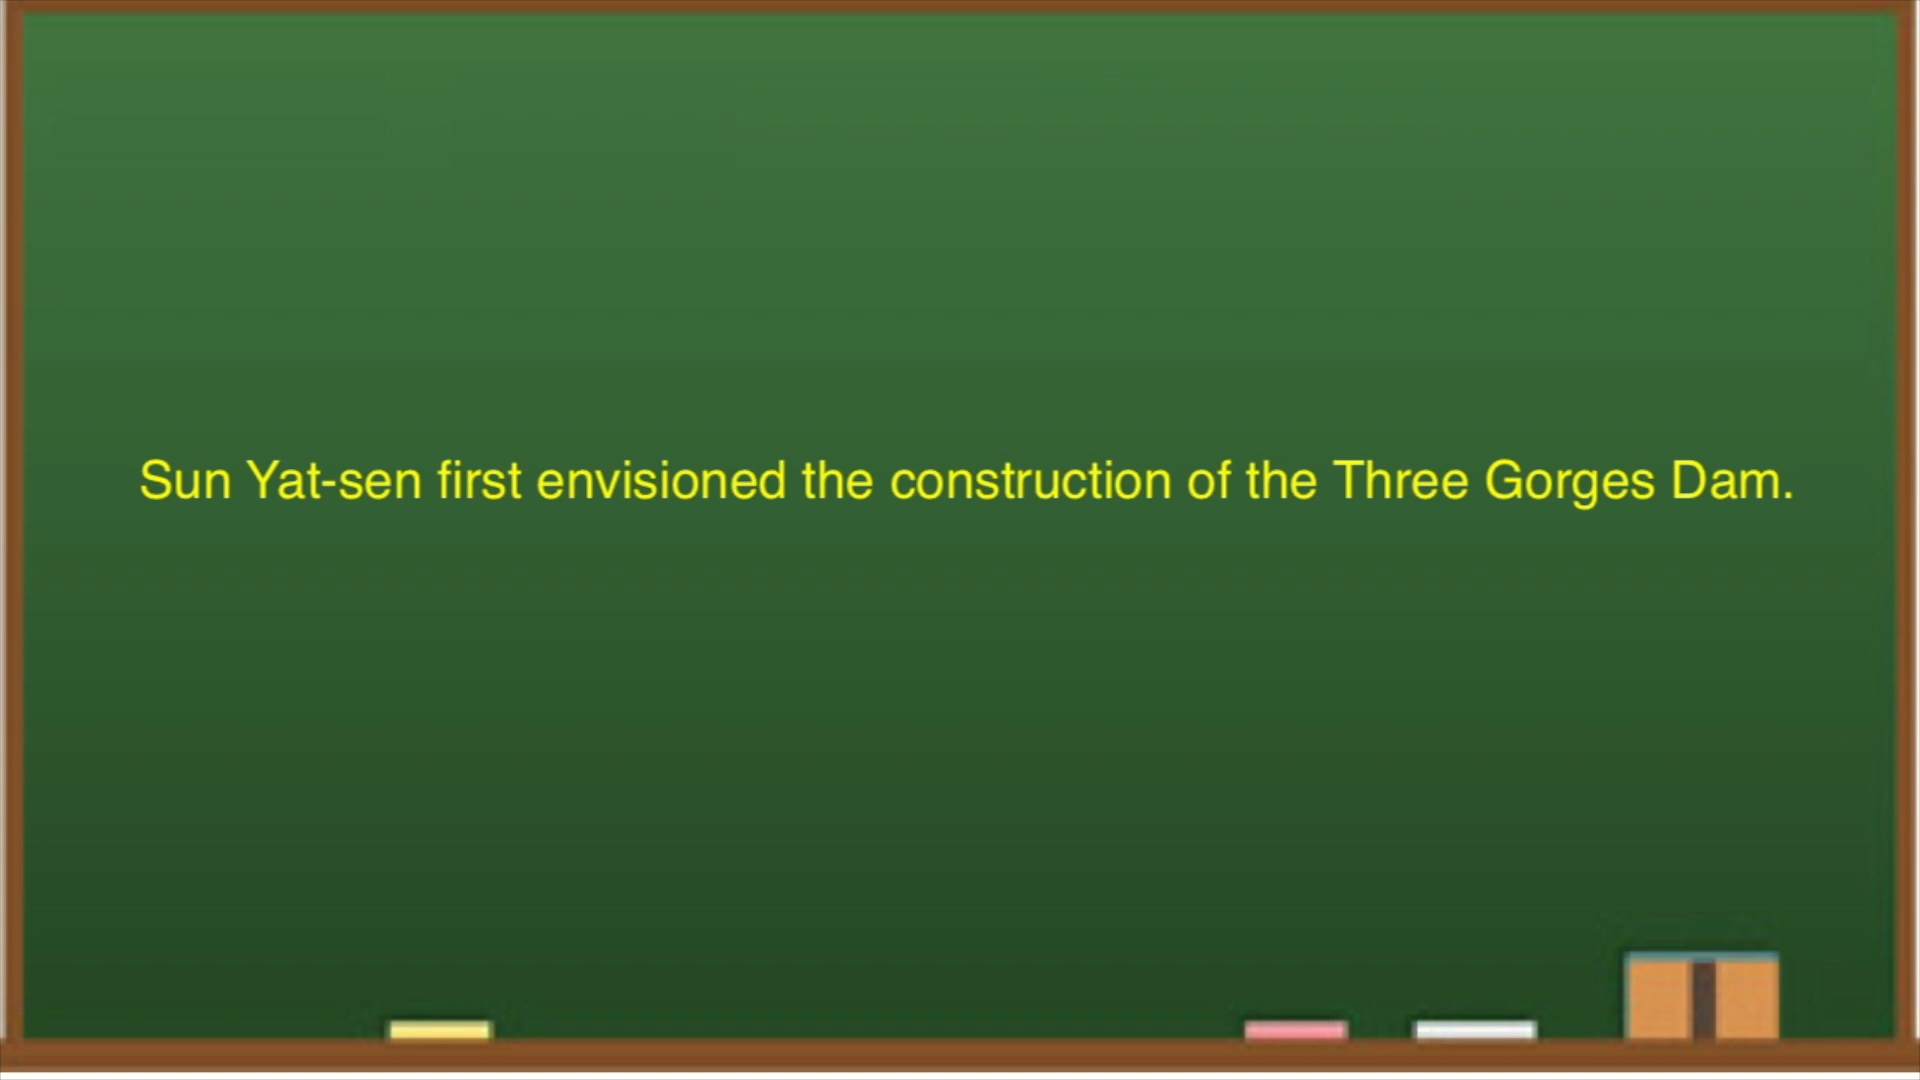 Sun Yat-sen first envisioned the construction of the Three Gorges Dam.